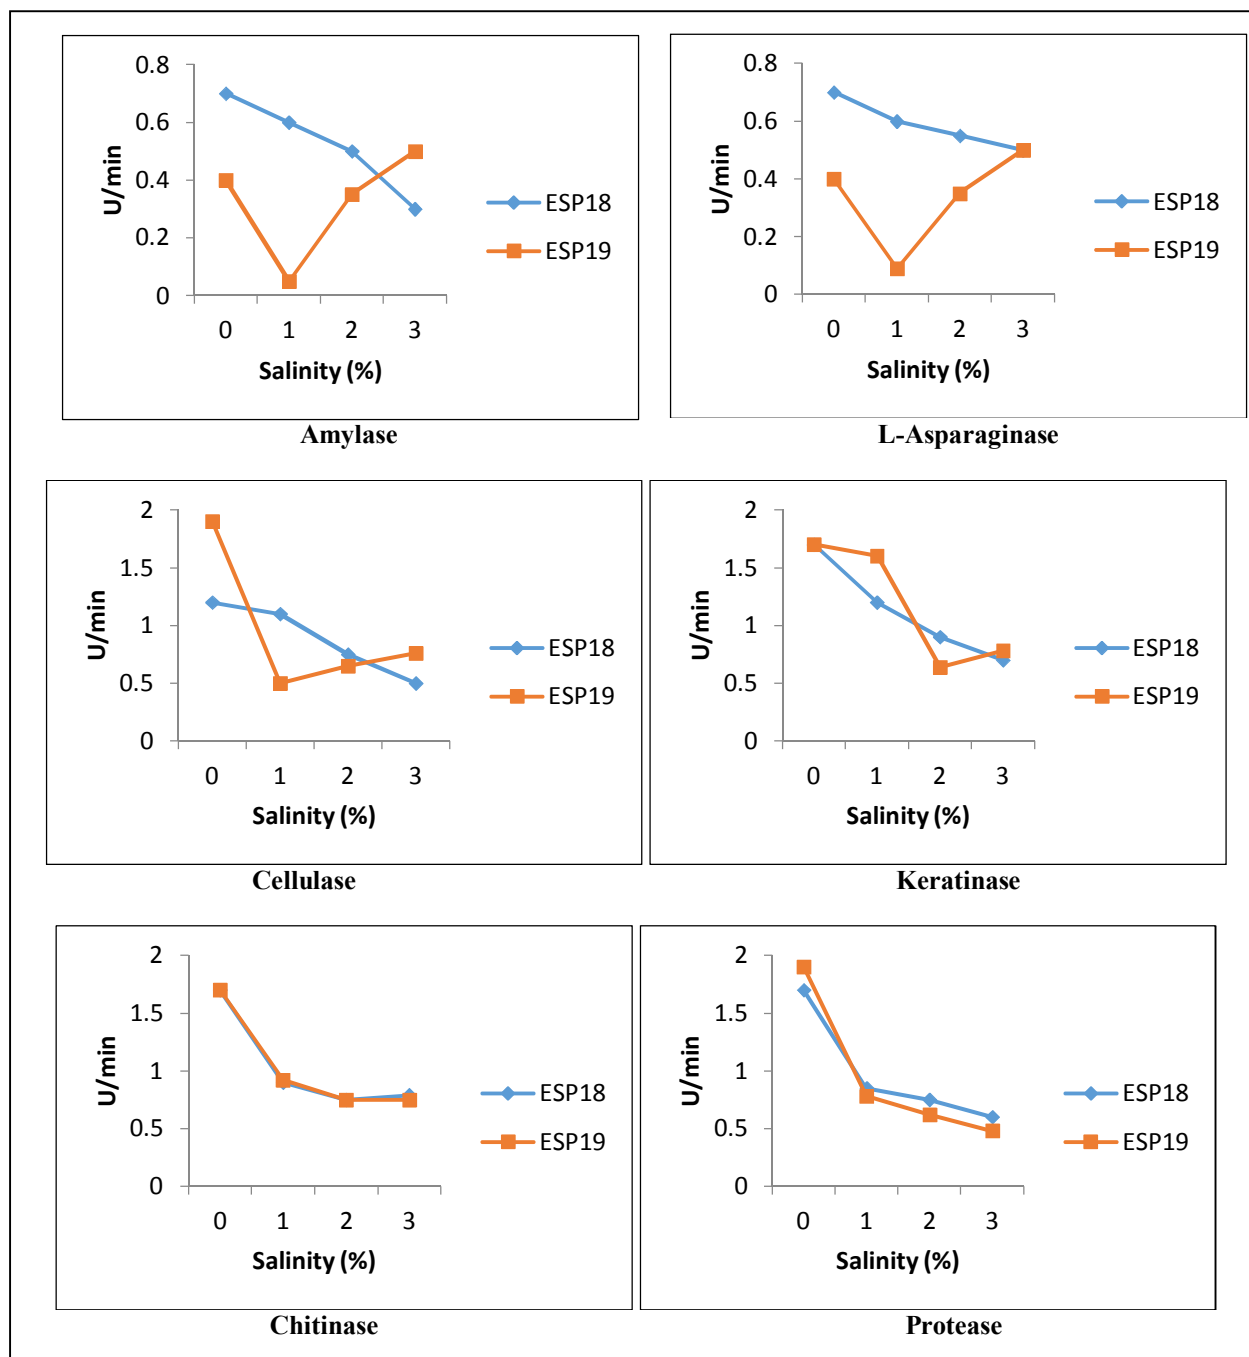 0.8
0.6
0.4
0.2
0
U/min
0 1 2 3
Salinity (%)
ESP18
ESP19
Amylase
0.8
0.6
0.4
0.2
0
U/min
0 1 2 3
Salinity (%)
ESP18
ESP19
L-Asparaginase
2
1.5
1
0.5
0
U/min
0 1 2 3
Salinity (%)
ESP18
ESP19
Cellulase
2
1.5
1
0.5
0
U/min
0 1 2 3
Salinity (%)
ESP18
ESP19
Keratinase
2
1.5
1
0.5
0
U/min
0 1 2 3
Salinity (%)
ESP18
ESP19
Chitinase
2
1.5
1
0.5
0
U/min
0 1 2 3
Salinity (%)
ESP18
ESP19
Protease